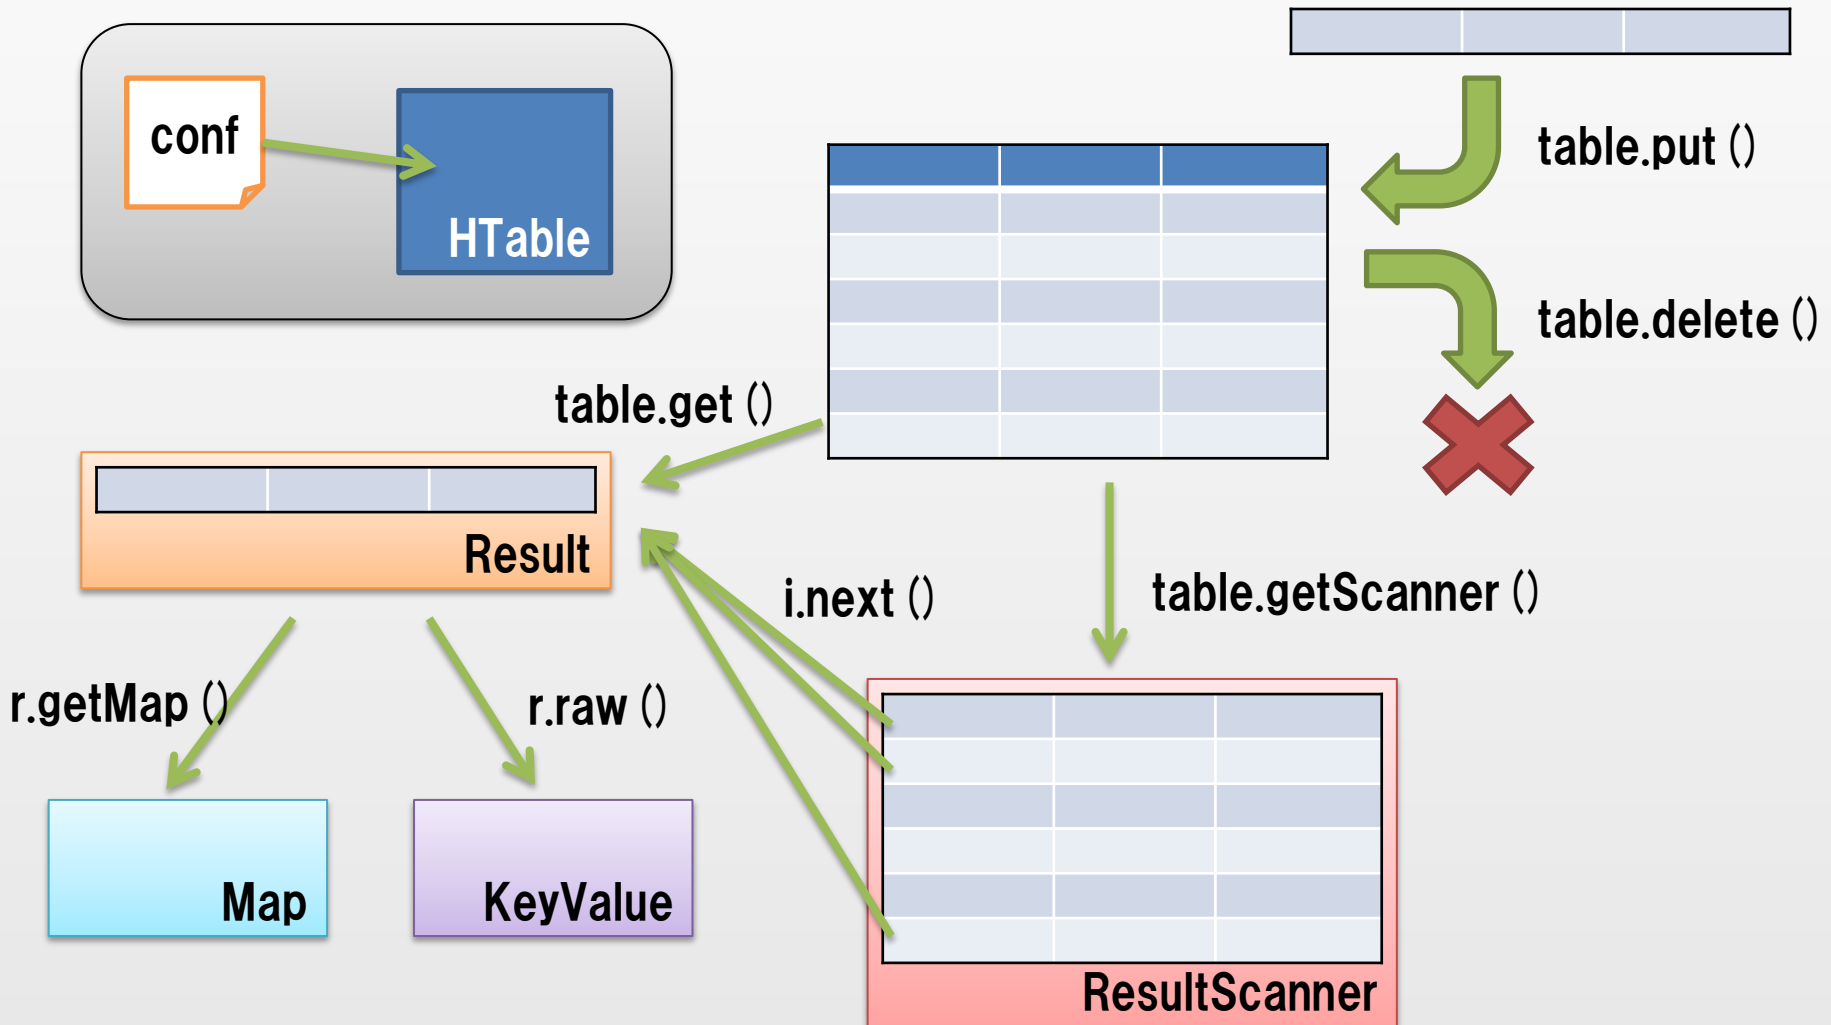 conf
HTable
table.put ()
table.delete ()
table.get ()
Result
i.next ()
table.getScanner ()
r.getMap ()
r.raw ()
Map
KeyValue
ResultScanner